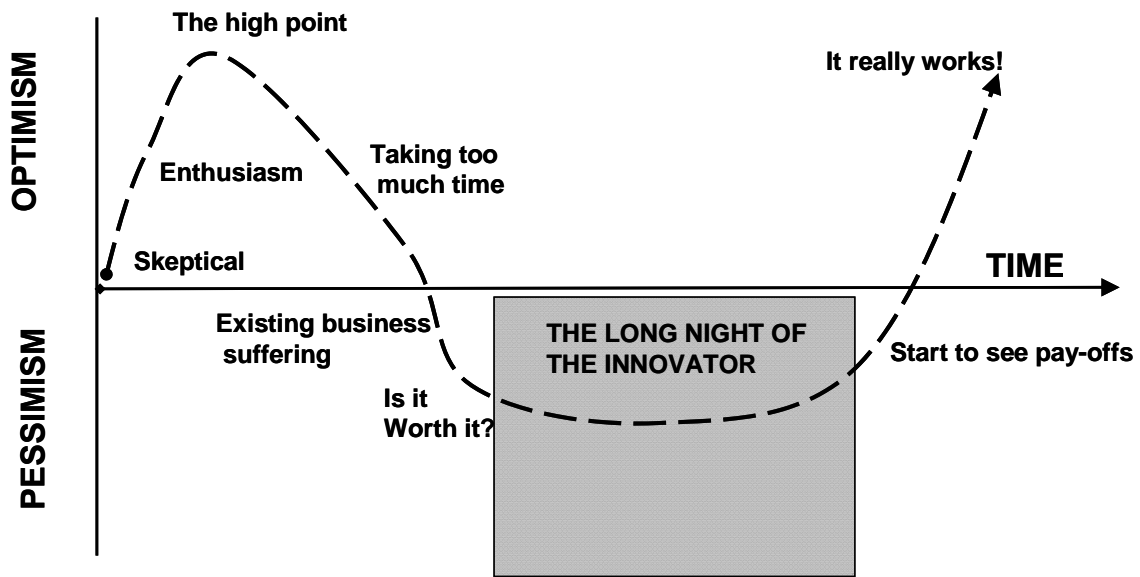 The high point
OPTIMISM
It really works!
Taking too
much time
Enthusiasm
Skeptical
TIME
Existing business
suffering
THE LONG NIGHT OF
THE INNOVATOR
Start to see pay-offs
PESSIMISM
Is it
Worth it?